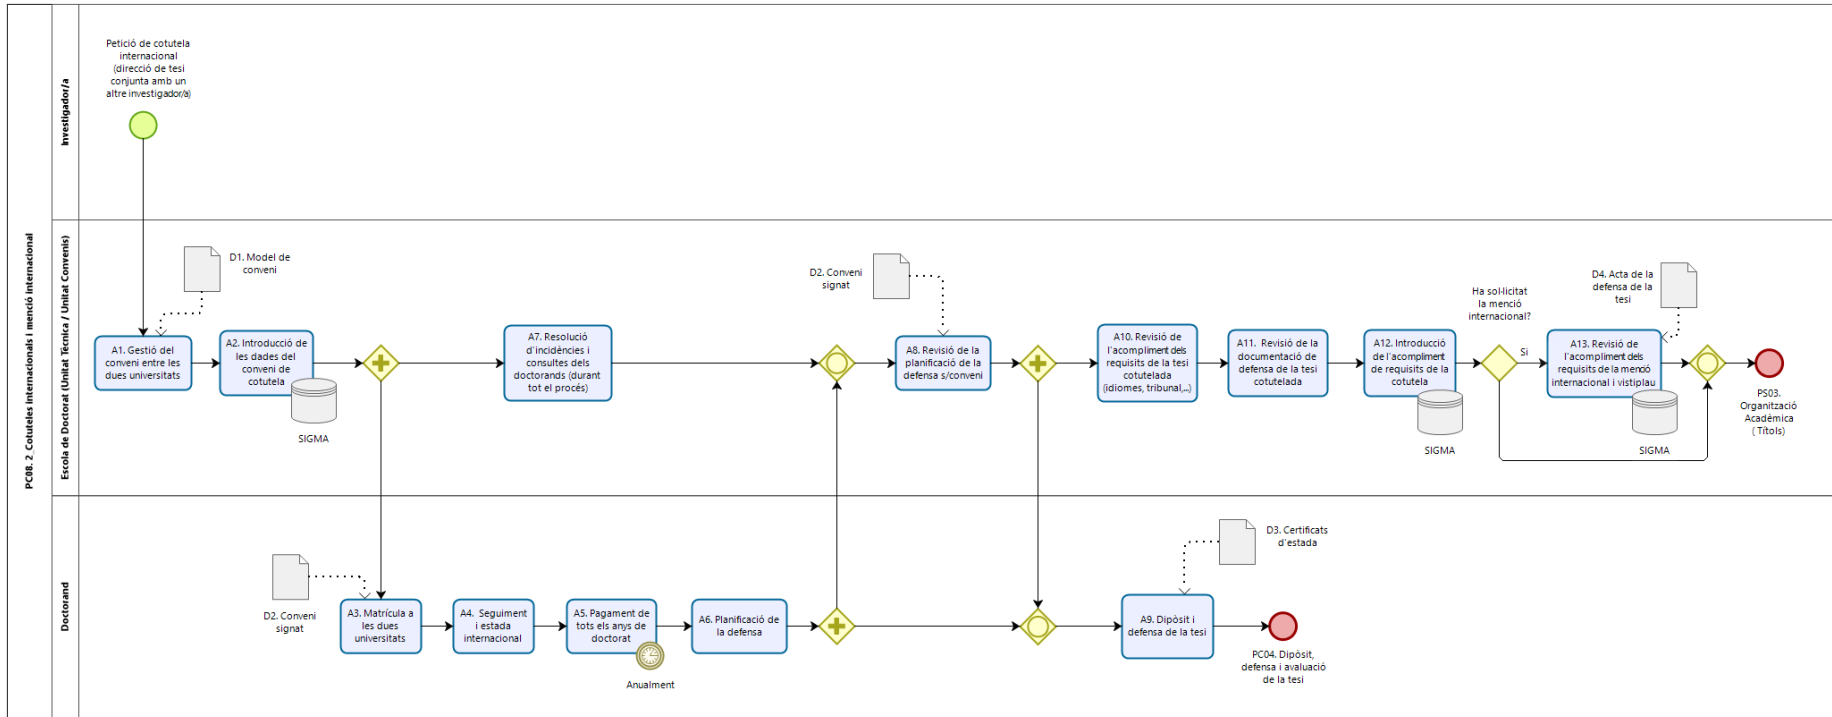 PC08. 2_Cotuteles internacionals i menció internacional
Investigador/a
Petició de cotutela
internacional
(direcció de tesi
conjunta amb un
altre investigador/a)
Escola de Doctorat (Unitat Tècnica / Unitat Convenis)
D1. Model de
conveni
A1. Gestió del
conveni entre les
dues universitats
A2. Introducció de
les dades del
conveni de
cotutela
SIGMA
A7. Resolució
d'incidències i
consultes dels
doctorands (durant
tot el procés)
D2. Conveni
signat
A8. Revisió de la
planificació de la
defensa s/conveni
A10. Revisió de
l'acompliment dels
requisits de la tesi
cotutelada
(idiomes, tribunal,..)
A11. Revisió de la
documentació de
defensa de la tesi
cotutelada
A12. Introducció
de l'acompliment
de requisits de la
cotutela
SIGMA
Ha sol·licitat
la menció
internacional?
Si
D4. Acta de la
defensa de la
tesi
A13. Revisió de
l'acompliment dels
requisits de la menció
internacional i vistiplau
SIGMA
PS03.
Organització
Acadèmica
( Títols)
Doctorand
D2. Conveni
signat
A3. Matrícula a
les dues
universitats
A4. Seguiment
i estada
internacional
A5. Pagament de
tots els anys de
doctorat
Anualment
A6. Planificació de
la defensa
D3. Certificats
d'estada
A9. Dipòsit i
defensa de la tesi
PC04. Dipòsit,
defensa i avaluació
de la tesi